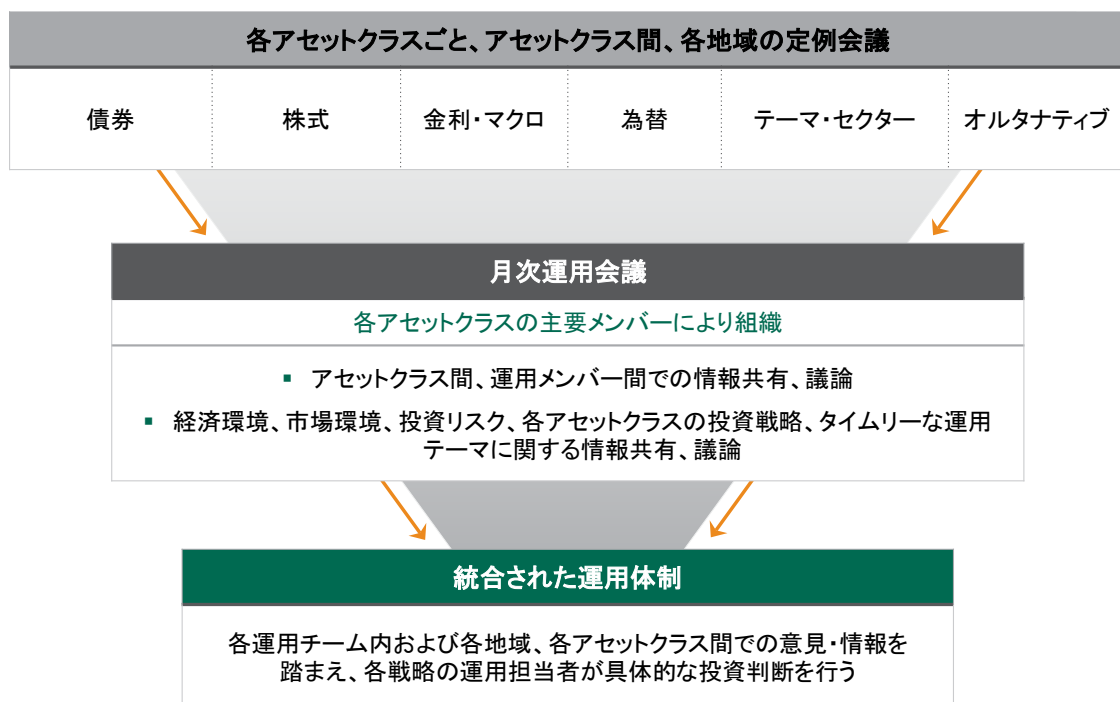 各アセットクラスごと、アセットクラス間、各地域の定例会議
債券
株式
金利・マクロ
為替
テーマ・セクター
オルタナティブ
月次運用会議
各アセットクラスの主要メンバーにより組織
▪ アセットクラス間、運用メンバー間での情報共有、議論
▪ 経済環境、市場環境、投資リスク、各アセットクラスの投資戦略、タイムリーな運用
テーマに関する情報共有、議論
統合された運用体制
各運用チーム内および各地域、各アセットクラス間での意見・情報を
踏まえ、各戦略の運用担当者が具体的な投資判断を行う